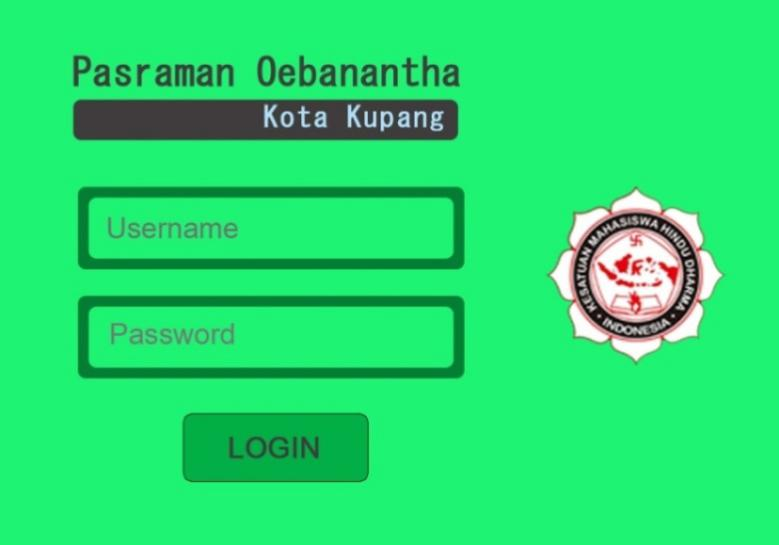 Pasraman Oebanantha
Kota Kupang
Username
Password
LOGIN
KESATUAN MAHASISWA HINDU DHARMA
INDONESIA